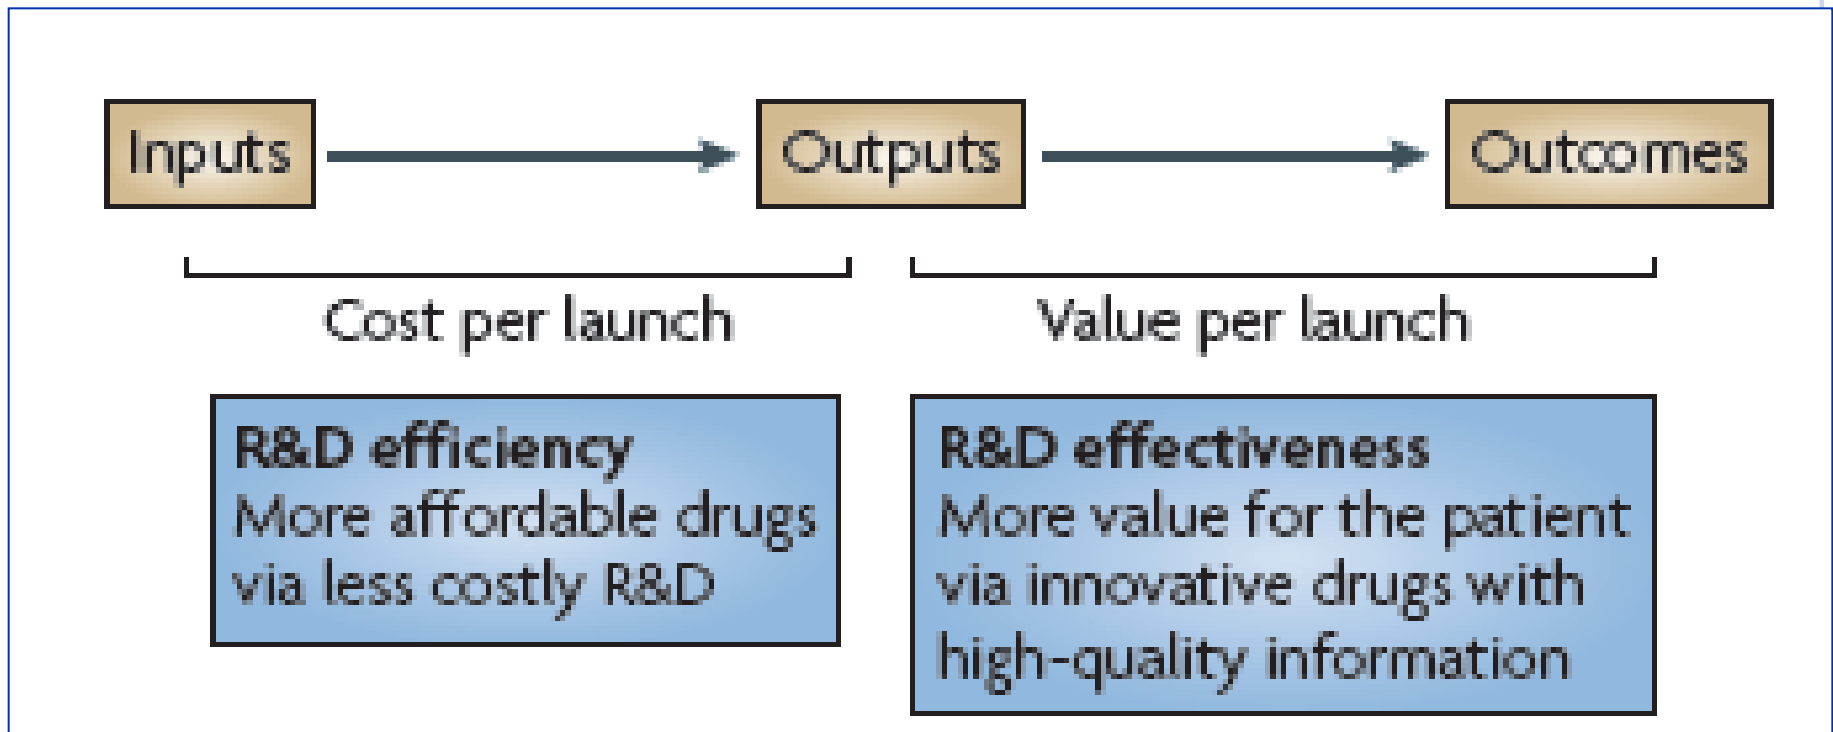 Inputs
Outputs
Outcomes
Cost per launch
Value per launch
R&D efficiency
More affordable drugs
via less costly R&D
R&D effectiveness
More value for the patient
via innovative drugs with
high-quality information